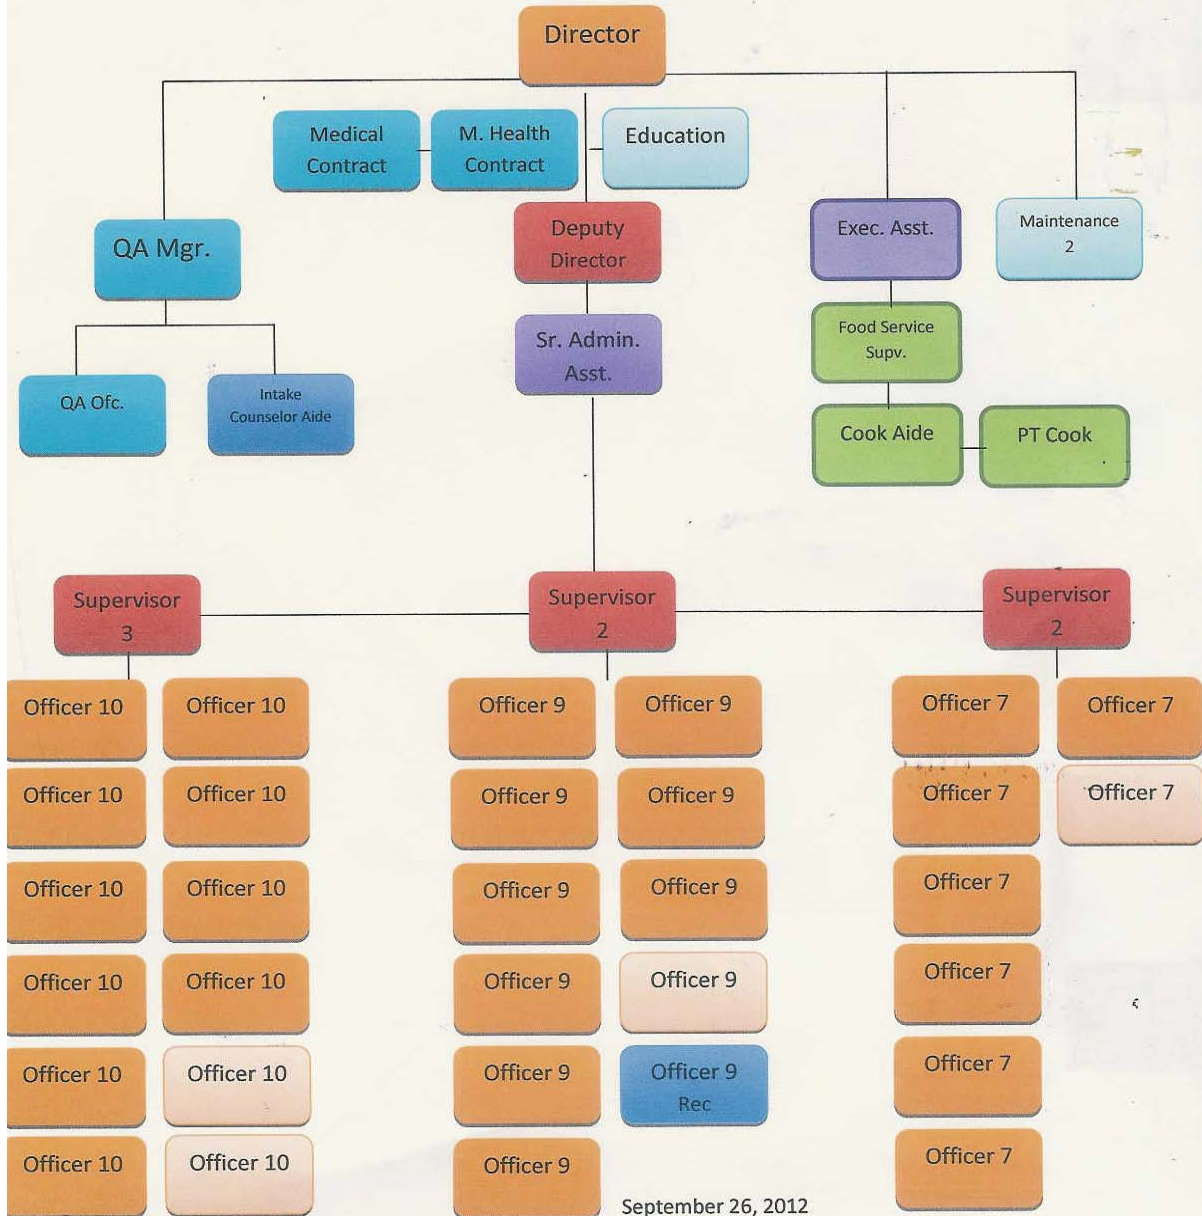 Director
Medical
Contract
M. Health
Contract
Education
QA Mgr.
Deputy
Director
Exec. Asst.
Maintenance
2
Sr. Admin.
Asst.
Food Service
Supv.
QA Ofc.
Intake
Counselor Aide
Cook Aide
PT Cook
Supervisor
3
Supervisor
2
Supervisor
2
Officer 10
Officer 10
Officer 9
Officer 9
Officer 7
Officer 7
Officer 10
Officer 10
Officer 9
Officer 9
Officer 7
Officer 7
Officer 10
Officer 10
Officer 9
Officer 9
Officer 7
Officer 10
Officer 10
Officer 9
Officer 9
Officer 7
Officer 10
Officer 10
Officer 9
Officer 9
Rec
Officer 7
Officer 10
Officer 10
Officer 9
Officer 7
September 26, 2012